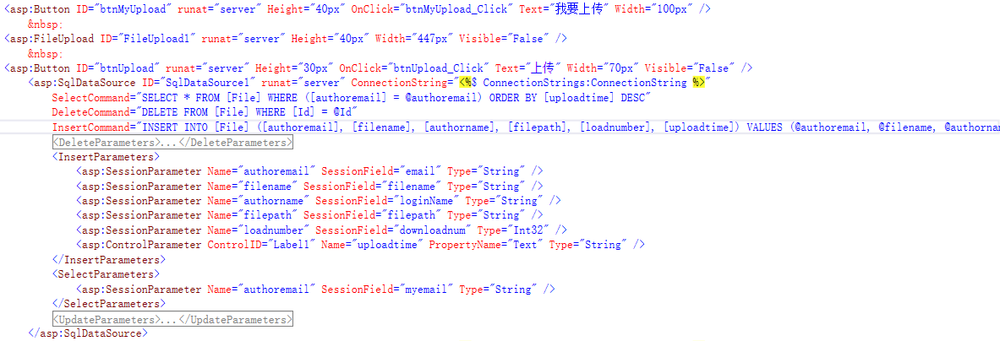 <asp:Button ID="btnMyUpload" runat="server" Height="40px" OnClick="btnMyUpload_Click" Text="我要上传" Width="100px" />
&nbsp;
<asp:FileUpload ID="FileUpload1" runat="server" Height="40px" Width="447px" Visible="False" />
&nbsp;
<asp:Button ID="btnUpload" runat="server" Height="30px" OnClick="btnUpload_Click" Text="上传" Width="70px" Visible="False" />
<asp:SqlDataSource ID="SqlDataSource1" runat="server" ConnectionString="<%$ ConnectionStrings:ConnectionString %>"
SelectCommand="SELECT * FROM [File] WHERE ([authoremail] = @authoremail) ORDER BY [uploadtime] DESC"
DeleteCommand="DELETE FROM [File] WHERE [Id] = @Id"
InsertCommand="INSERT INTO [File] ([authoremail], [filename], [authorname], [filepath], [loadnumber], [uploadtime]) VALUES (@authoremail, @filename, @authorna
<DeleteParameters>...</DeleteParameters>
<InsertParameters>
<asp:SessionParameter Name="authoremail" SessionField="email" Type="String" />
<asp:SessionParameter Name="filename" SessionField="filename" Type="String" />
<asp:SessionParameter Name="authorname" SessionField="loginName" Type="String" />
<asp:SessionParameter Name="filepath" SessionField="filepath" Type="String" />
<asp:SessionParameter Name="loadnumber" SessionField="downloadnum" Type="Int32" />
<asp:ControlParameter ControlID="Label1" Name="uploadtime" PropertyName="Text" Type="String" />
</InsertParameters>
<SelectParameters>
<asp:SessionParameter Name="authoremail" SessionField="myemail" Type="String" />
</SelectParameters>
<UpdateParameters>...</UpdateParameters>
</asp:SqlDataSource>